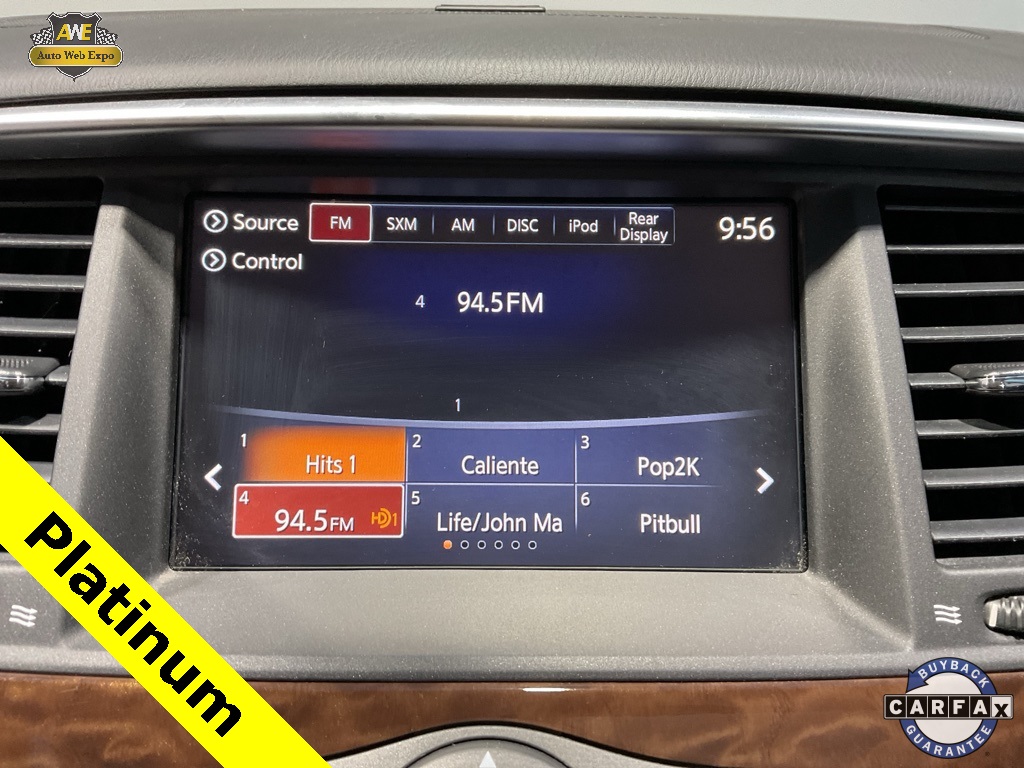 AWE
Auto Web Expo
Source
FM
SXM
AM
DISC
iPod
Rear
Display
9:56
Control
4 94.5FM
1
1 Hits 1
2 Caliente
3 Pop2K
4 94.5FM HD1
5 Life/John Ma
6 Pitbull
Platinum
BUYBACK
CARFAX
GUARANTEE